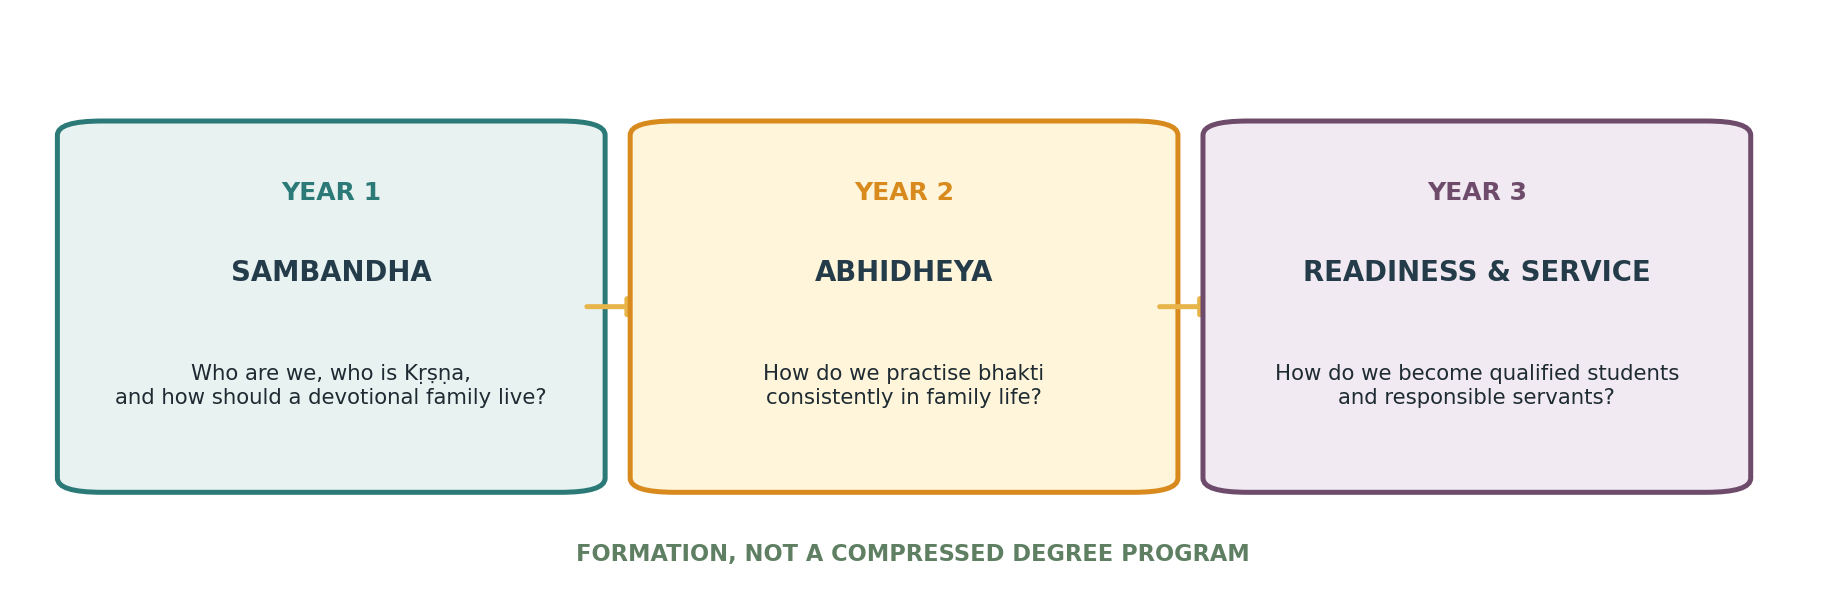 YEAR 1
SAMBANDHA
Who are we, who is Kṛṣṇa,
and how should a devotional family live?
YEAR 2
ABHIDHEYA
How do we practise bhakti
consistently in family life?
YEAR 3
READINESS & SERVICE
How do we become qualified students
and responsible servants?
FORMATION, NOT A COMPRESSED DEGREE PROGRAM